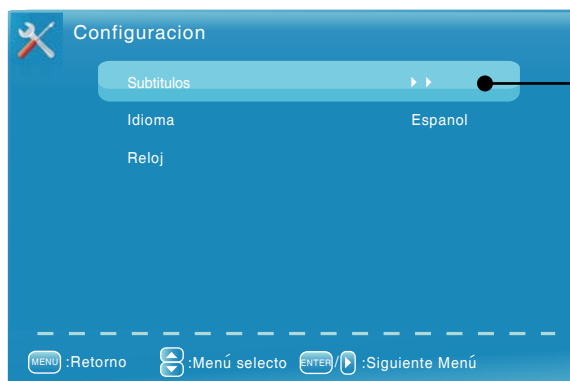 Configuracion
Subtitulos
Idioma Espanol
Reloj
MENU :Retorno :Menú selecto ENTER/ :Siguiente Menú